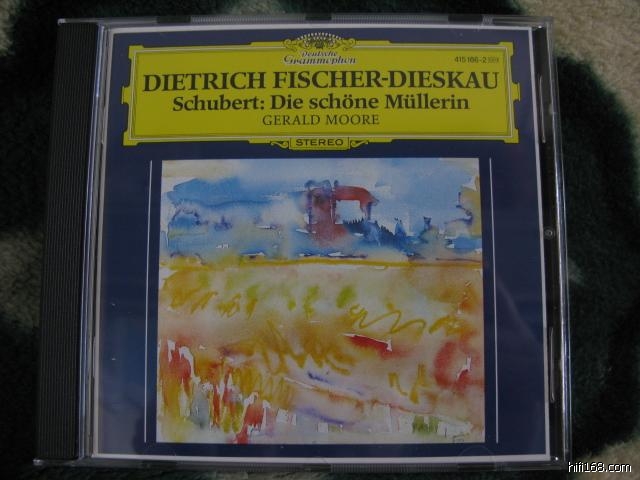 Deutsche
Grammophon
415 186-2
DIETRICH FISCHER-DIESKAU
Schubert: Die schöne Müllerin
GERALD MOORE
STEREO
hifi168.com